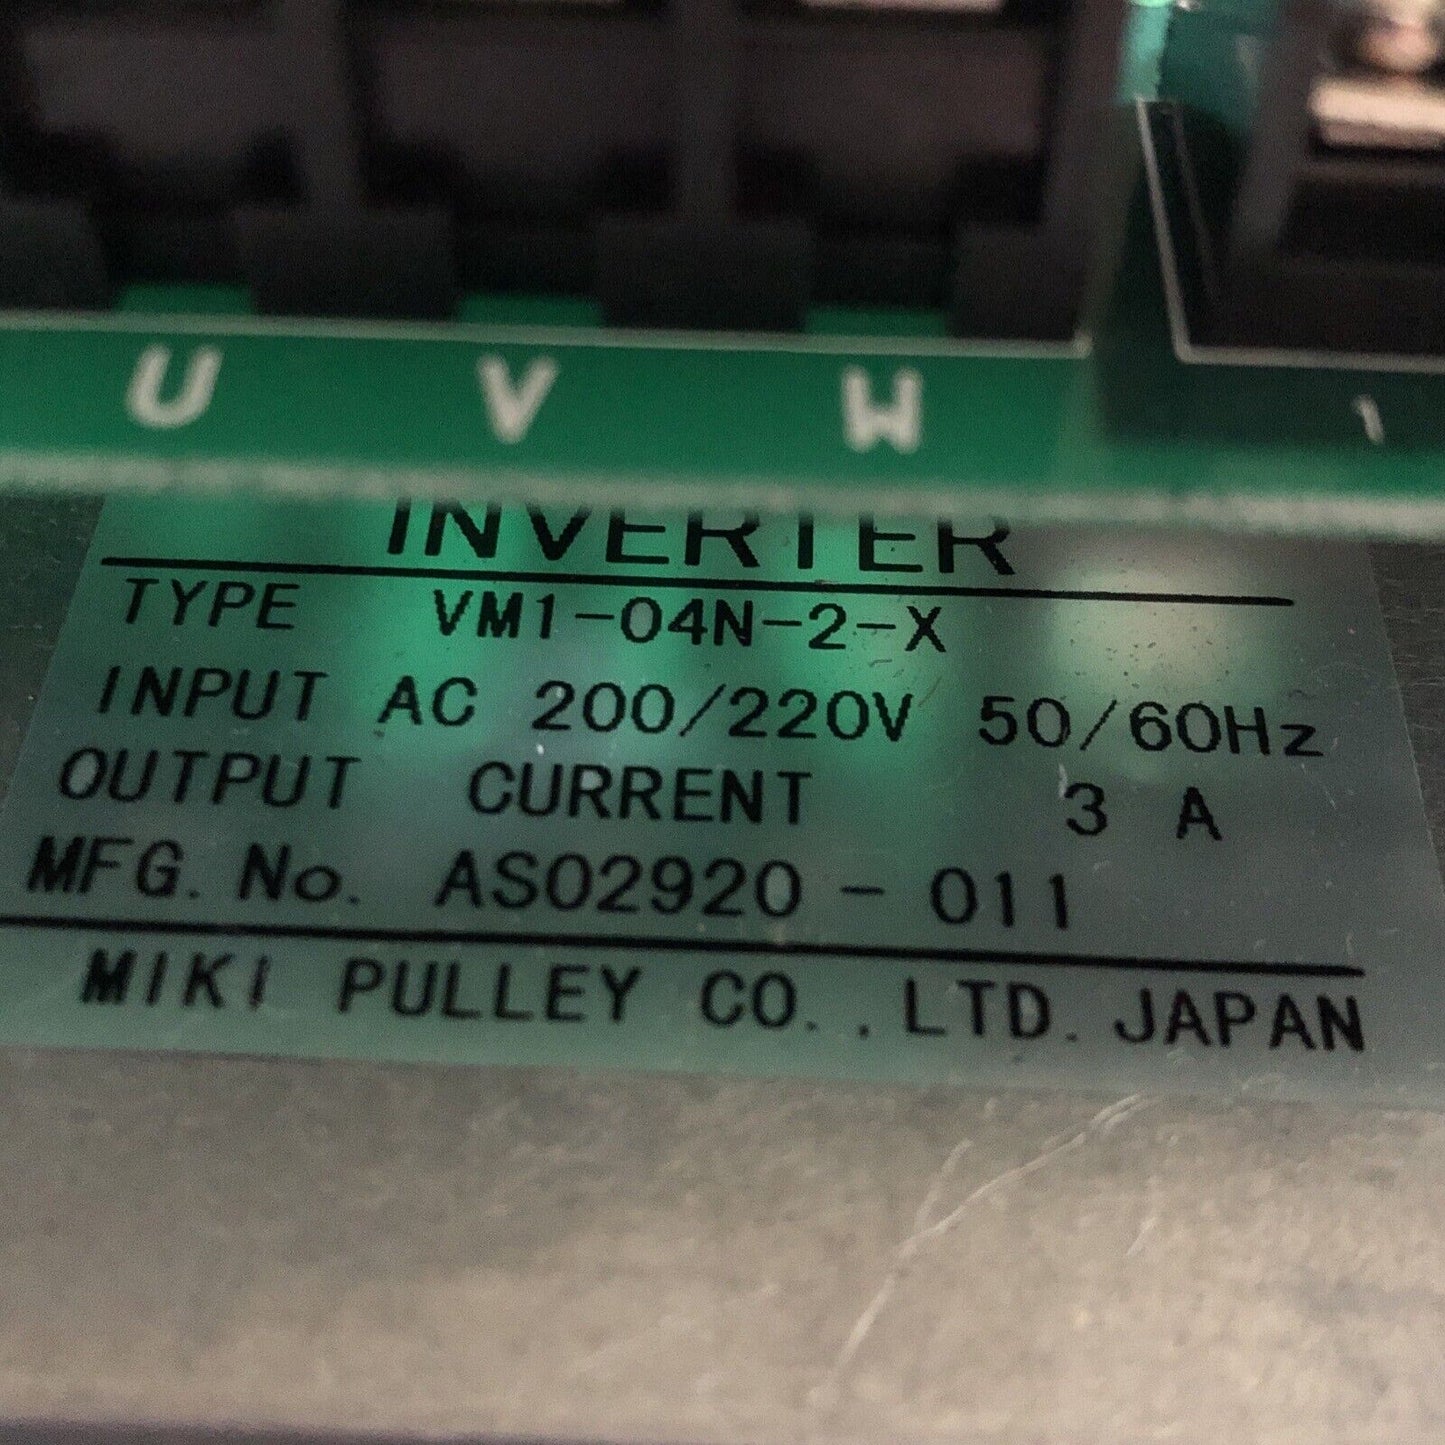 U V W 1
INVERTER
TYPE VM1-04N-2-X
INPUT AC 200/220V 50/60Hz
OUTPUT CURRENT 3 A
MFG. No. AS02920-011
MIKI PULLEY CO., LTD. JAPAN